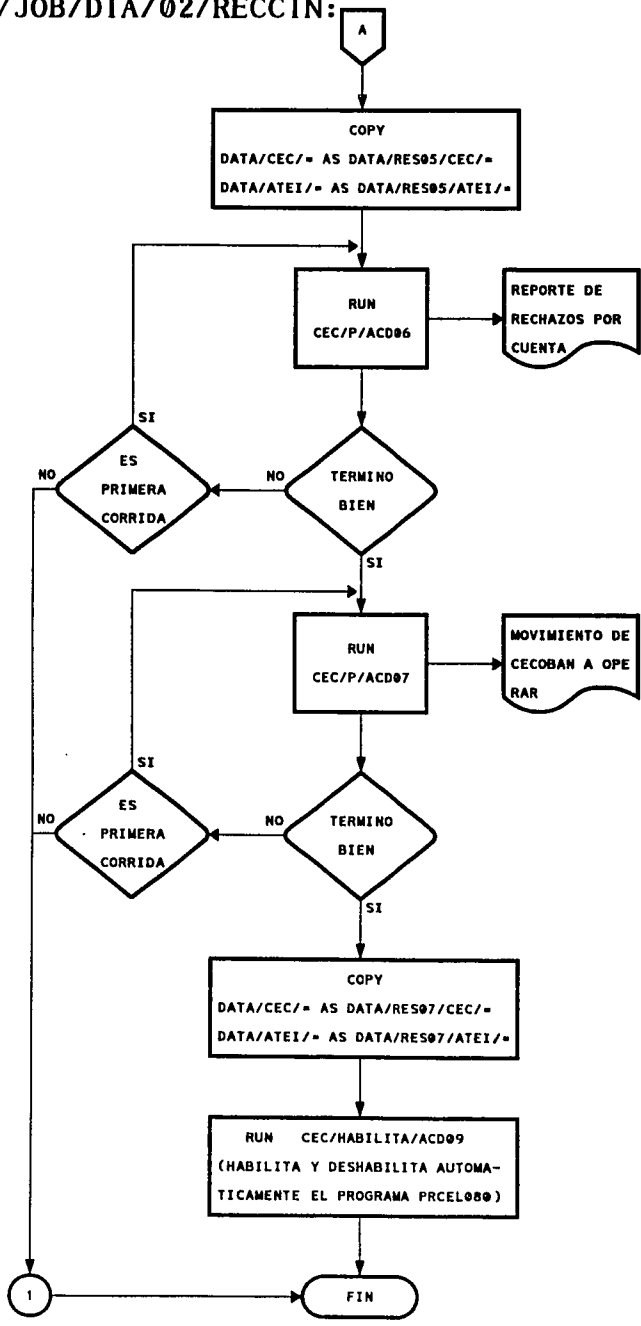 /JOB/DIA/02/RECCIN:
A
COPY
DATA/CEC/= AS DATA/RES05/CEC/=
DATA/ATEI/= AS DATA/RES05/ATEI/=
RUN
CEC/P/ACD06
REPORTE DE
RECHAZOS POR
CUENTA
SI
NO
ES
PRIMERA
CORRIDA
NO
TERMINO
BIEN
SI
RUN
CEC/P/ACD07
MOVIMIENTO DE
CECOBAN A OPE
RAR
SI
NO
ES
PRIMERA
CORRIDA
NO
TERMINO
BIEN
SI
COPY
DATA/CEC/= AS DATA/RES07/CEC/=
DATA/ATEI/= AS DATA/RES07/ATEI/=
RUN CEC/HABILITA/ACD09
(HABILITA Y DESHABILITA AUTOMA-
TICAMENTE EL PROGRAMA PRCEL080)
1
FIN